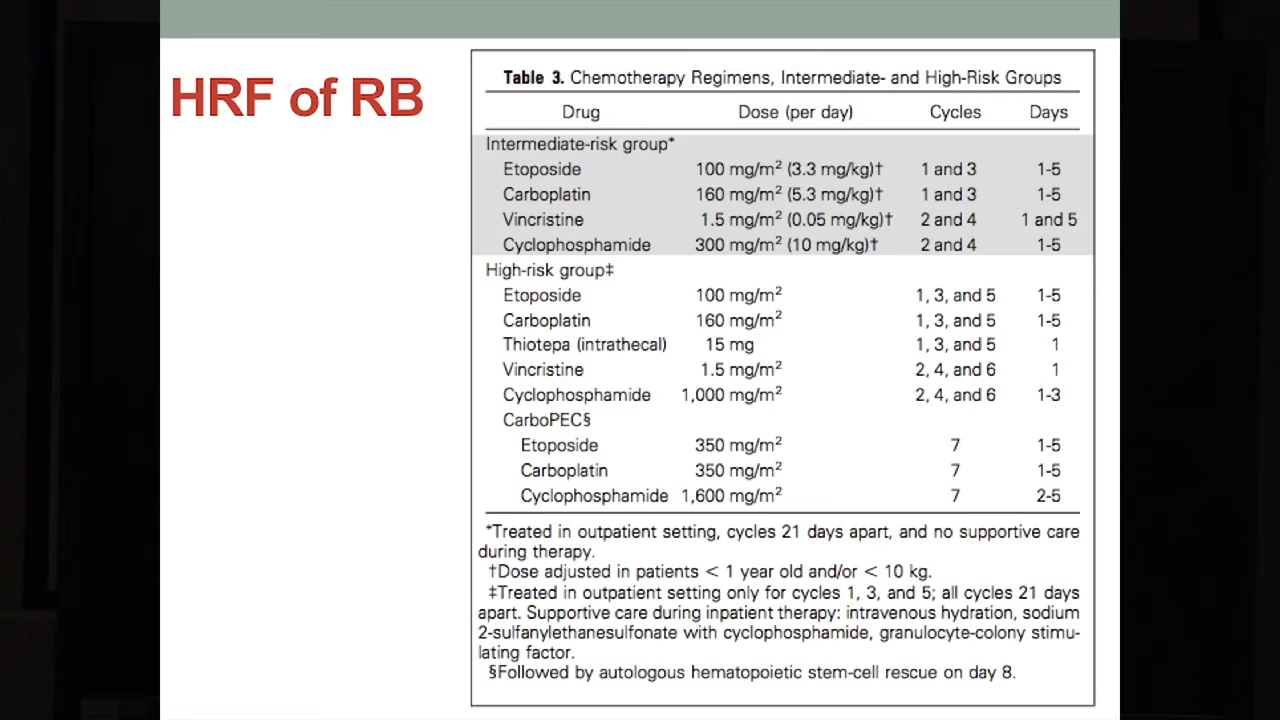 HRF of RB
Table 3. Chemotherapy Regimens, Intermediate- and High-Risk Groups
Drug Dose (per day) Cycles Days
Intermediate-risk group*
Etoposide 100 mg/m² (3.3 mg/kg)† 1 and 3 1-5
Carboplatin 160 mg/m² (5.3 mg/kg)† 1 and 3 1-5
Vincristine 1.5 mg/m² (0.05 mg/kg)† 2 and 4 1 and 5
Cyclophosphamide 300 mg/m² (10 mg/kg)† 2 and 4 1-5
High-risk group‡
Etoposide 100 mg/m² 1, 3, and 5 1-5
Carboplatin 160 mg/m² 1, 3, and 5 1-5
Thiotepa (intrathecal) 15 mg 1, 3, and 5 1
Vincristine 1.5 mg/m² 2, 4, and 6 1
Cyclophosphamide 1,000 mg/m² 2, 4, and 6 1-3
CarboPEC§
Etoposide 350 mg/m² 7 1-5
Carboplatin 350 mg/m² 7 1-5
Cyclophosphamide 1,600 mg/m² 7 2-5
*Treated in outpatient setting, cycles 21 days apart, and no supportive care
during therapy.
†Dose adjusted in patients < 1 year old and/or < 10 kg.
‡Treated in outpatient setting only for cycles 1, 3, and 5; all cycles 21 days
apart. Supportive care during inpatient therapy: intravenous hydration, sodium
2-sulfanylethanesulfonate with cyclophosphamide, granulocyte-colony stimu-
lating factor.
§Followed by autologous hematopoietic stem-cell rescue on day 8.